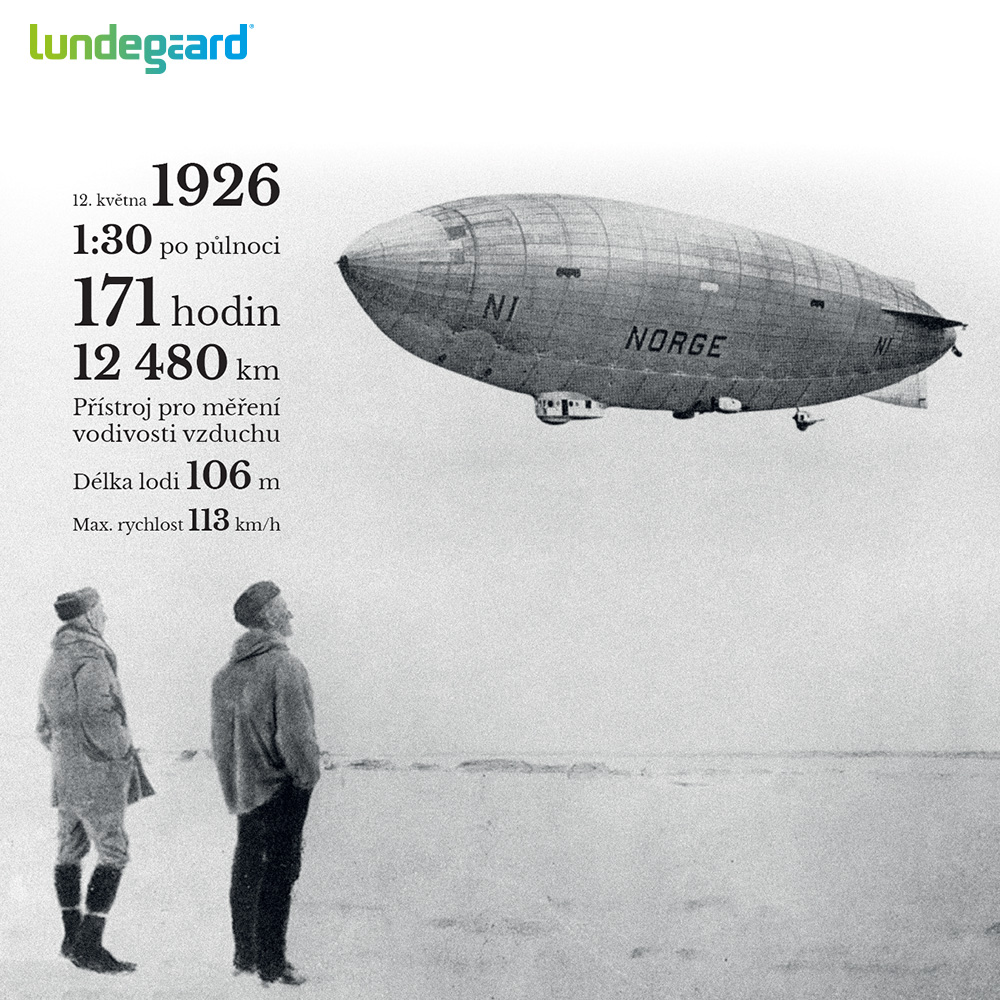 lundegaard®
12. května 1926
1:30 po půlnoci
171 hodin
12 480 km
Přístroj pro měření
vodivosti vzduchu
Délka lodi 106 m
Max. rychlost 113 km/h
N1
NORGE
N1